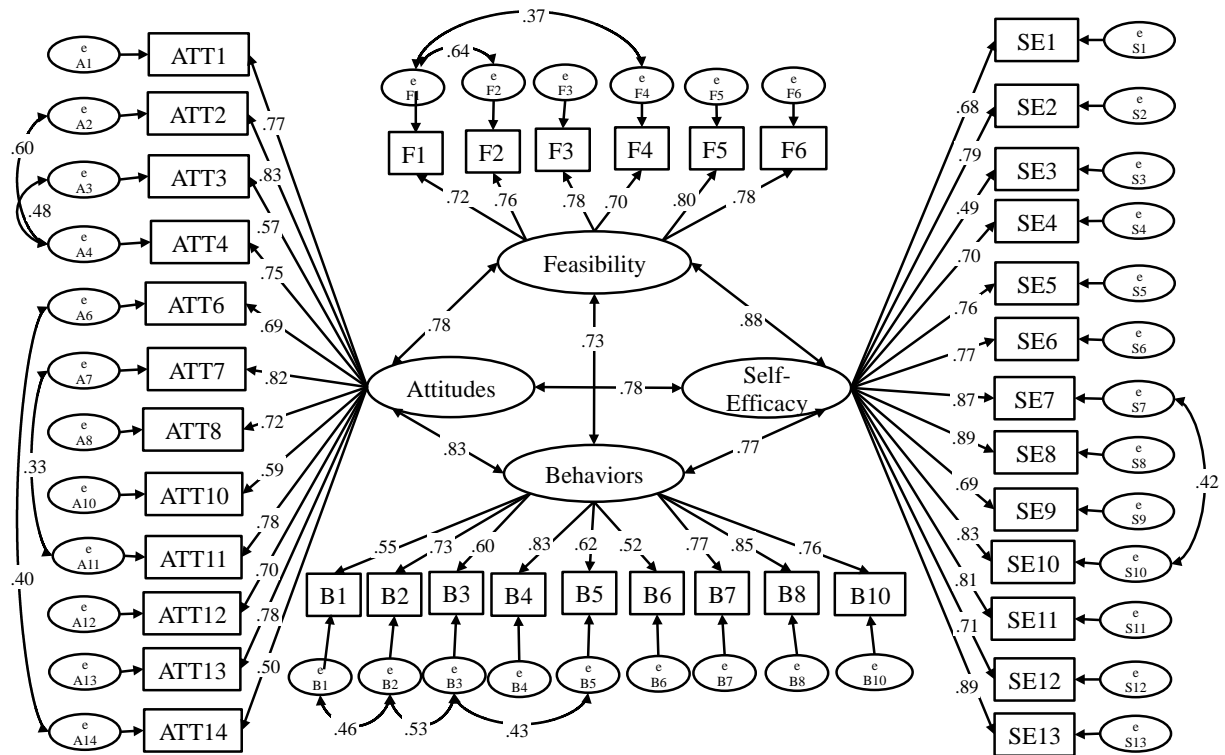 e
A1
ATT1
e
A2
ATT2
e
A3
ATT3
e
A4
ATT4
e
A6
ATT6
e
A7
ATT7
e
A8
ATT8
e
A10
ATT10
e
A11
ATT11
e
A12
ATT12
e
A13
ATT13
e
A14
ATT14
.60
.48
.33
.40
.77
.83
.57
.75
.69
.82
.72
.59
.78
.70
.78
.50
.37
.64
e
F1
e
F2
e
F3
e
F4
e
F5
e
F6
F1
F2
F3
F4
F5
F6
.72
.76
.78
.70
.80
.78
Feasibility
.78
.73
.88
Attitudes
.78
Self-
Efficacy
.83
.77
Behaviors
.55
.73
.60
.83
.62
.52
.77
.85
.76
B1
B2
B3
B4
B5
B6
B7
B8
B10
e
B1
e
B2
e
B3
e
B4
e
B5
e
B6
e
B7
e
B8
e
B10
.46
.53
.43
.68
.79
.49
.70
.76
.77
.87
.89
.69
.83
.81
.71
.89
SE1
e
S1
SE2
e
S2
SE3
e
S3
SE4
e
S4
SE5
e
S5
SE6
e
S6
SE7
e
S7
SE8
e
S8
SE9
e
S9
SE10
e
S10
SE11
e
S11
SE12
e
S12
SE13
e
S13
.42